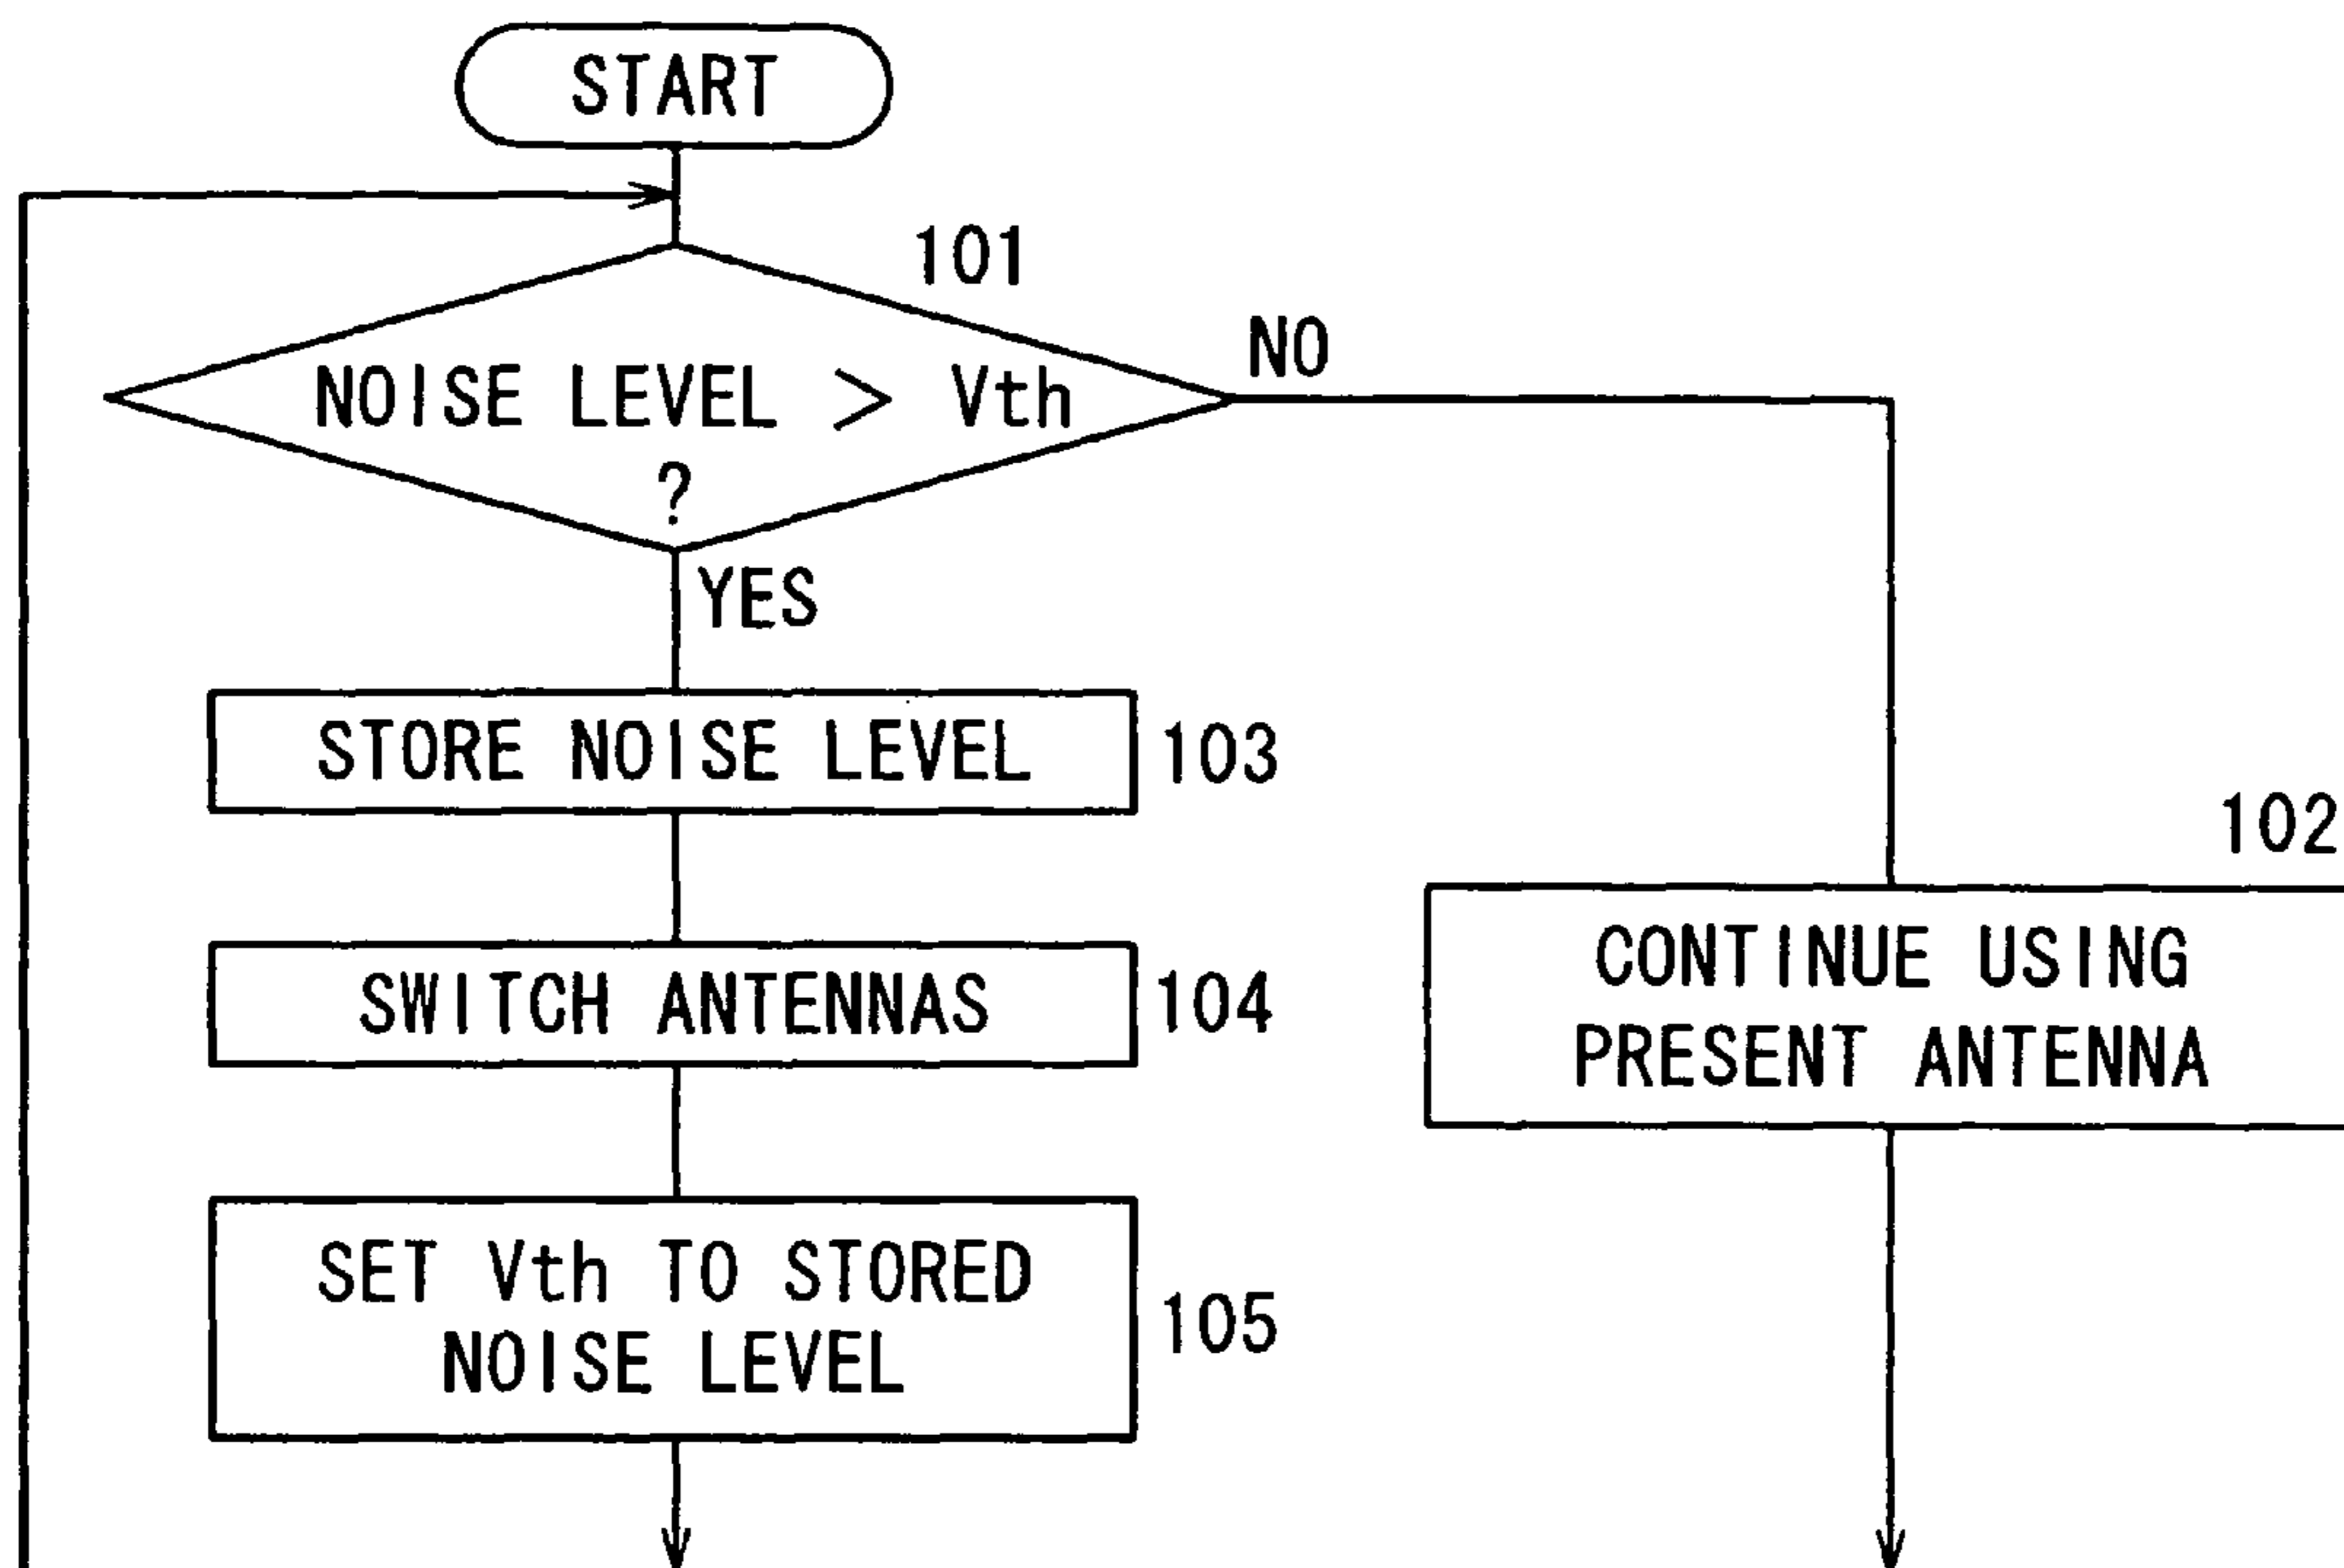 START
101
NOISE LEVEL > Vth
?
NO
YES
STORE NOISE LEVEL
103
SWITCH ANTENNAS
104
SET Vth TO STORED
NOISE LEVEL
105
102
CONTINUE USING
PRESENT ANTENNA